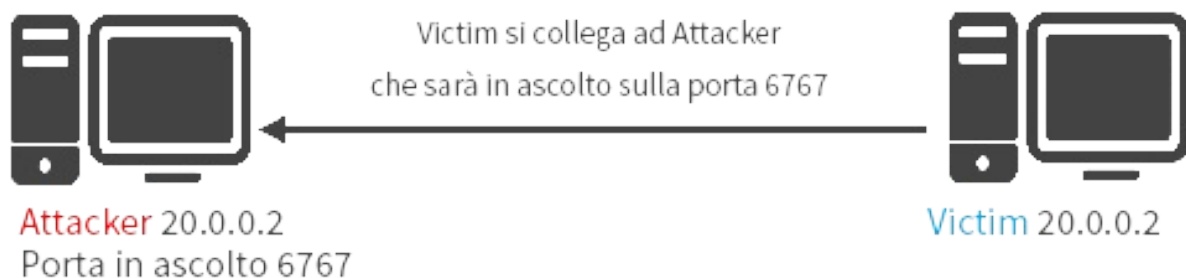 Victim si collega ad Attacker
che sarà in ascolto sulla porta 6767
Attacker 20.0.0.2
Porta in ascolto 6767
Victim 20.0.0.2